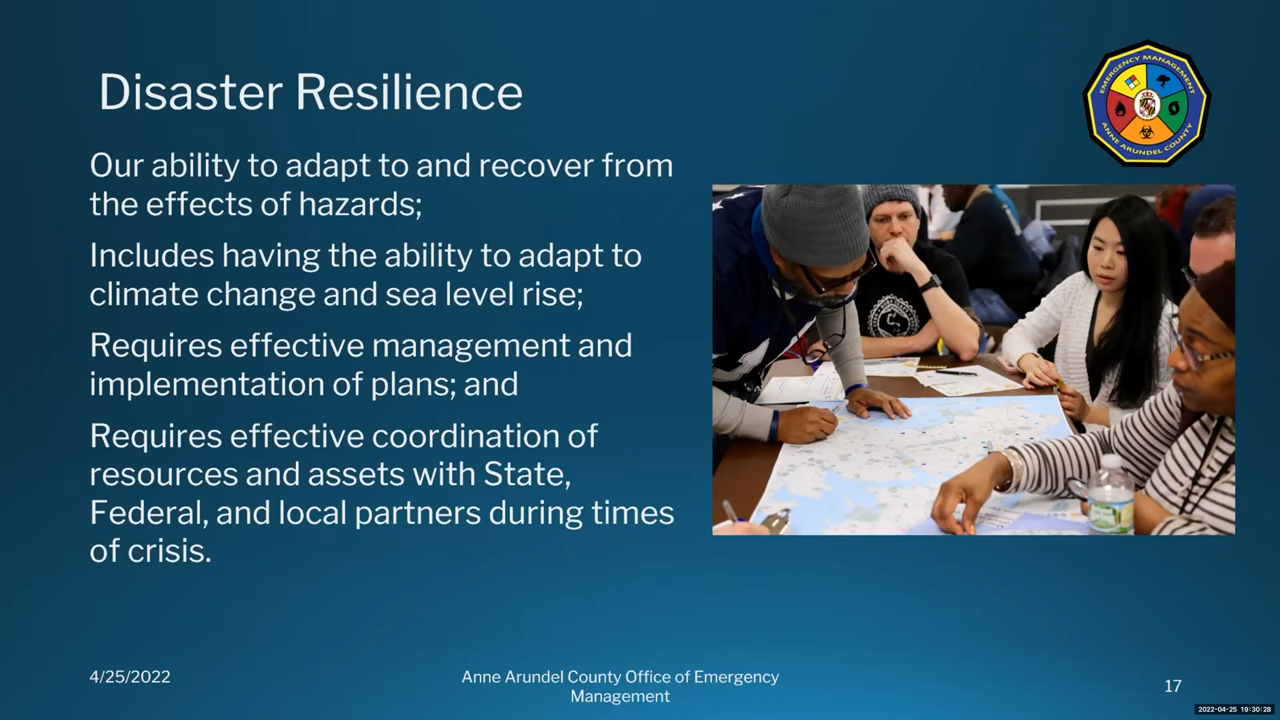 Disaster Resilience
EMERGENCY MANAGEMENT
ANNE ARUNDEL COUNTY
Our ability to adapt to and recover from
the effects of hazards;
Includes having the ability to adapt to
climate change and sea level rise;
Requires effective management and
implementation of plans; and
Requires effective coordination of
resources and assets with State,
Federal, and local partners during times
of crisis.
4/25/2022
Anne Arundel County Office of Emergency
Management
17
2022-04-25 19:30:28